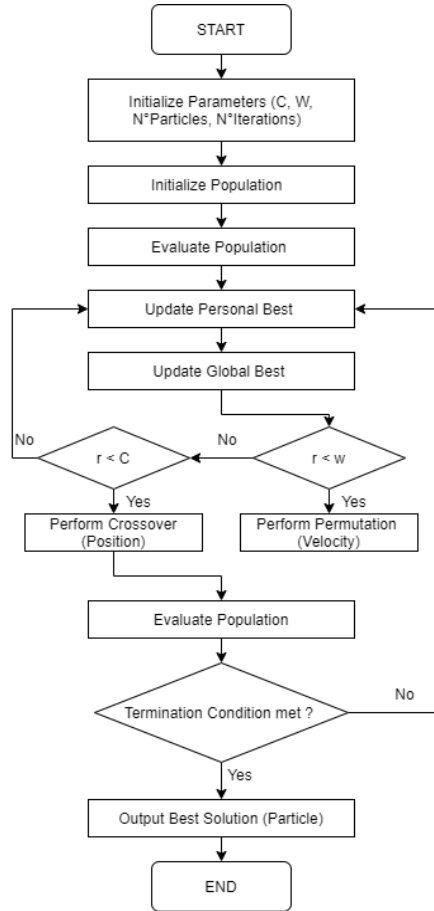 START
Initialize Parameters (C, W,
N°Particles, N°Iterations)
Initialize Population
Evaluate Population
Update Personal Best
Update Global Best
No
r < C
No
r < w
Yes
Yes
Perform Crossover
(Position)
Perform Permutation
(Velocity)
Evaluate Population
Termination Condition met ?
No
Yes
Output Best Solution (Particle)
END